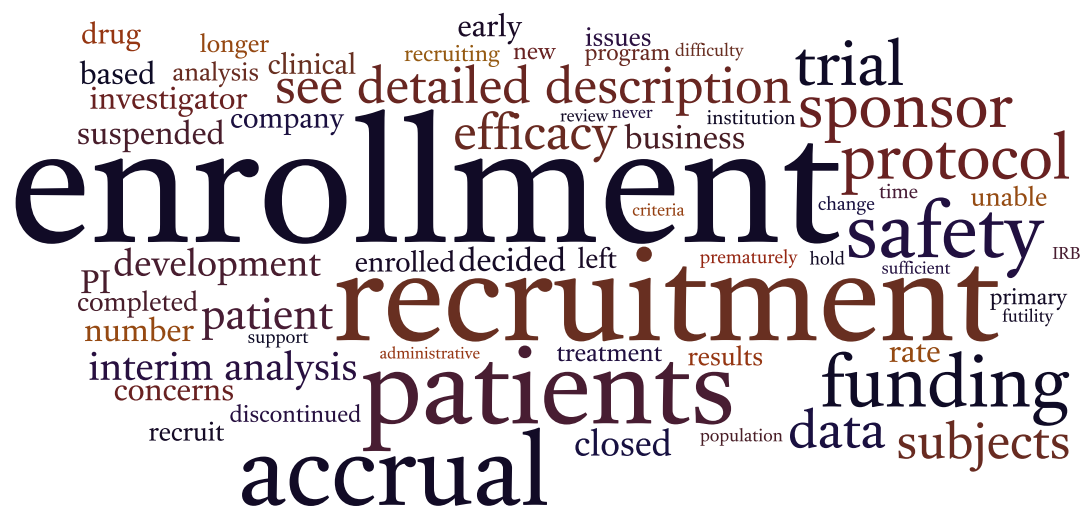 early
drug
issues
longer
recruiting
new
program
difficulty
clinical
trial
based
analysis
see detailed description
investigator
sponsor
company
review
never
institution
suspended
efficacy
business
enrollment
protocol
criteria
change
time
unable
safety
IRB
development
enrolled
decided
left
prematurely
hold
sufficient
PI
recruitment
completed
patient
primary
number
support
futility
interim analysis
administrative
treatment
results
rate
concerns
patients
funding
discontinued
recruit
closed
population
data
subjects
accrual